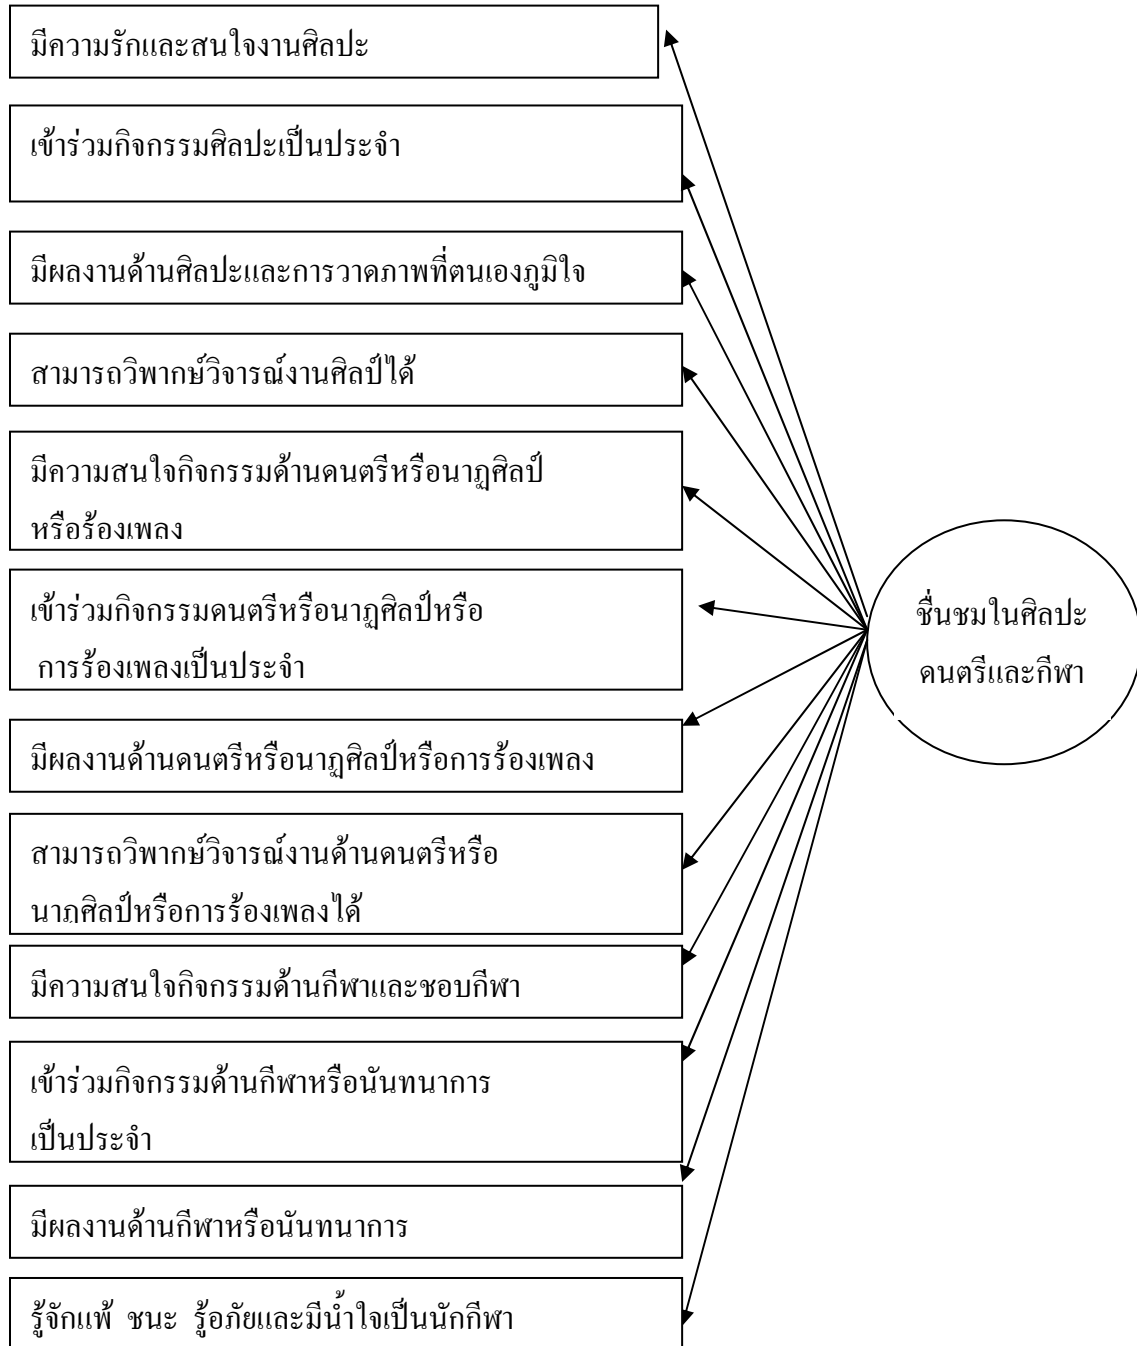 มีความรักและสนใจงานศิลปะ
เข้าร่วมกิจกรรมศิลปะเป็นประจำ
มีผลงานด้านศิลปะและการวาดภาพที่ตนเองภูมิใจ
สามารถวิพากษ์วิจารณ์งานศิลป์ได้
มีความสนใจกิจกรรมด้านดนตรีหรือนาฏศิลป์
หรือร้องเพลง
เข้าร่วมกิจกรรมดนตรีหรือนาฏศิลป์หรือ
การร้องเพลงเป็นประจำ
มีผลงานด้านดนตรีหรือนาฏศิลป์หรือการร้องเพลง
สามารถวิพากษ์วิจารณ์งานด้านดนตรีหรือ
นาฏศิลป์หรือการร้องเพลงได้
มีความสนใจกิจกรรมด้านกีฬาและชอบกีฬา
เข้าร่วมกิจกรรมด้านกีฬาหรือนันทนาการ
เป็นประจำ
มีผลงานด้านกีฬาหรือนันทนาการ
รู้จักแพ้ ชนะ รู้อภัยและมีน้ำใจเป็นนักกีฬา
ชื่นชมในศิลปะ
ดนตรีและกีฬา